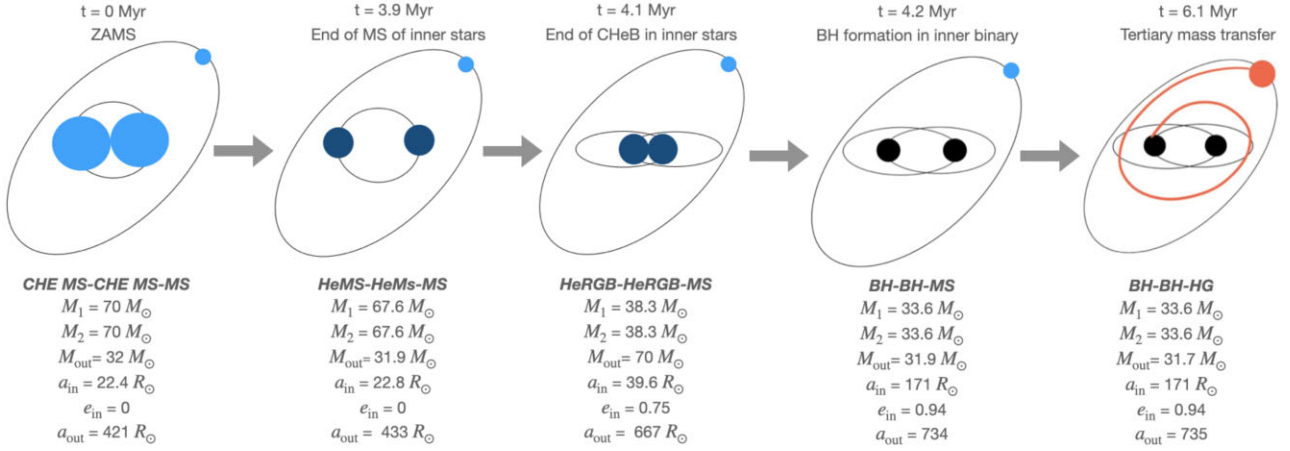 t = 0 Myr
ZAMS
CHE MS-CHE MS-MS
M₁ = 70 M⊙
M₂ = 70 M⊙
Mout= 32 M⊙
ain = 22.4 R⊙
ein = 0
aout = 421 R⊙
t = 3.9 Myr
End of MS of inner stars
HeMS-HeMs-MS
M₁ = 67.6 M⊙
M₂ = 67.6 M⊙
Mout= 31.9 M⊙
ain = 22.8 R⊙
ein = 0
aout = 433 R⊙
t = 4.1 Myr
End of CHeB in inner stars
HeRGB-HeRGB-MS
M₁ = 38.3 M⊙
M₂ = 38.3 M⊙
Mout= 70 M⊙
ain = 39.6 R⊙
ein = 0.75
aout = 667 R⊙
t = 4.2 Myr
BH formation in inner binary
BH-BH-MS
M₁ = 33.6 M⊙
M₂ = 33.6 M⊙
Mout= 31.9 M⊙
ain = 171 R⊙
ein = 0.94
aout = 734
t = 6.1 Myr
Tertiary mass transfer
BH-BH-HG
M₁ = 33.6 M⊙
M₂ = 33.6 M⊙
Mout= 31.7 M⊙
ain = 171 R⊙
ein = 0.94
aout = 735